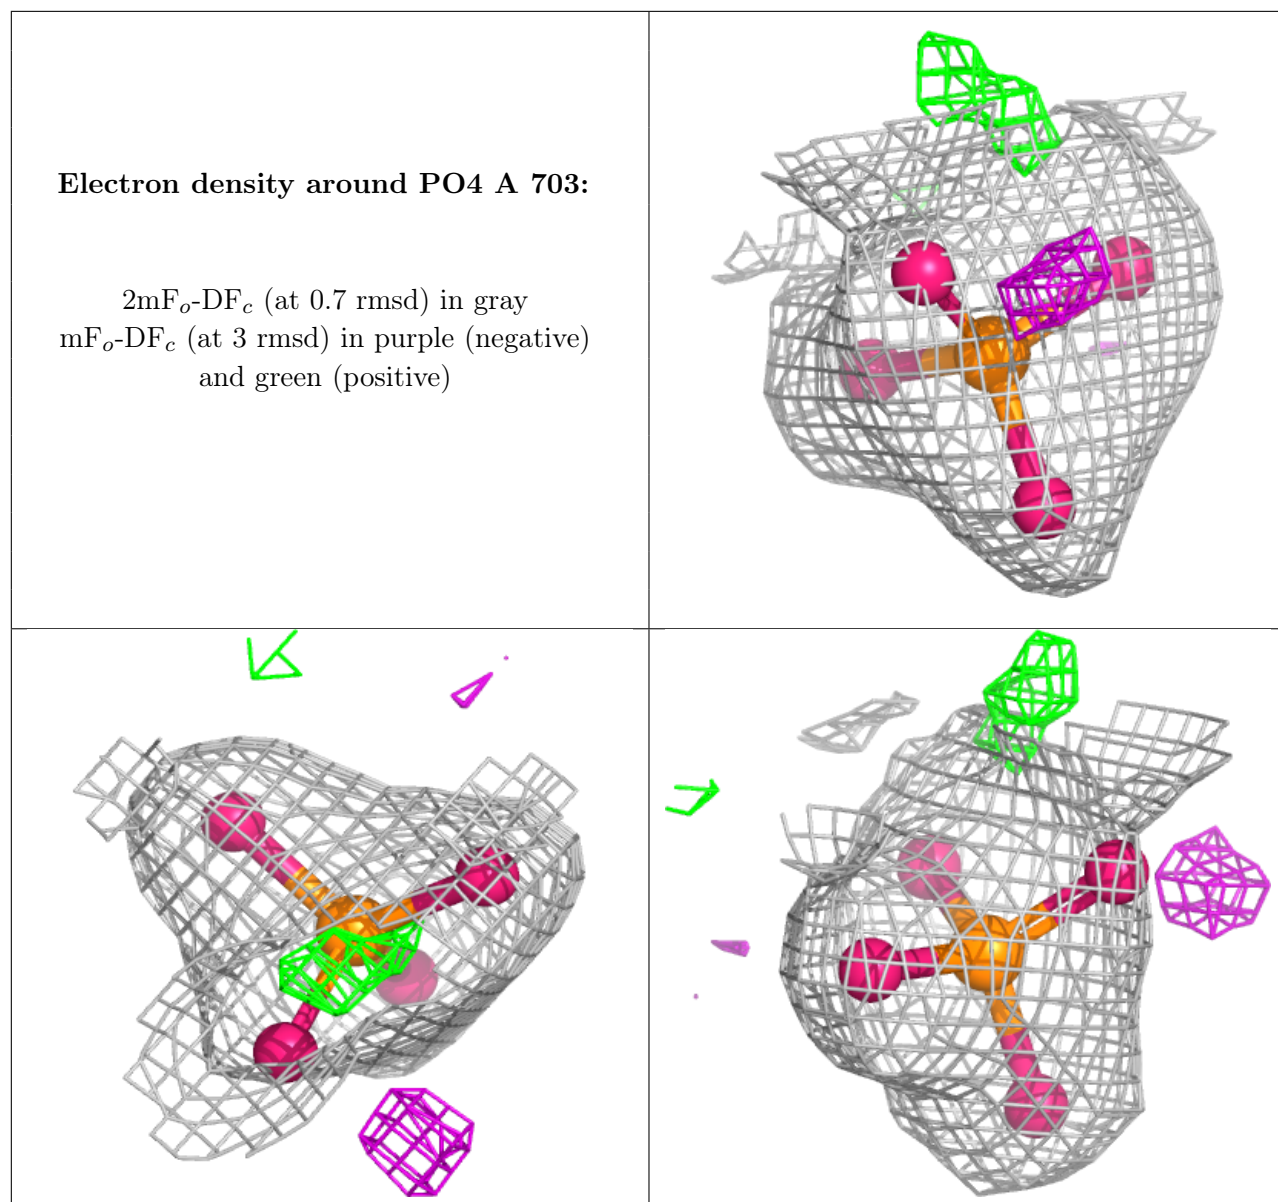 Electron density around PO4 A 703:
2mFo-DFc (at 0.7 rmsd) in gray
mFo-DFc (at 3 rmsd) in purple (negative)
and green (positive)